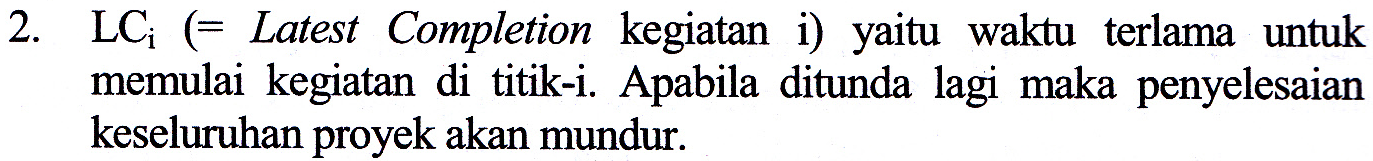 2. LCi (= Latest Completion kegiatan i) yaitu waktu terlama untuk
memulai kegiatan di titik-i. Apabila ditunda lagi maka penyelesaian
keseluruhan proyek akan mundur.